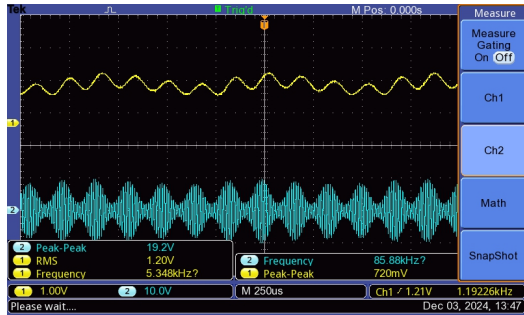 Tek Trig'd M Pos: 0.000s Measure
Measure
Gating
On Off
Ch1
Ch2
Math
SnapShot
1
2
2 Peak-Peak 19.2V
1 RMS 1.20V
1 Frequency 5.348kHz?
2 Frequency 85.88kHz?
1 Peak-Peak 720mV
1 1.00V 2 10.0V M 250us Ch1 1.21V 1.19226kHz
Please wait.... Dec 03, 2024, 13:47